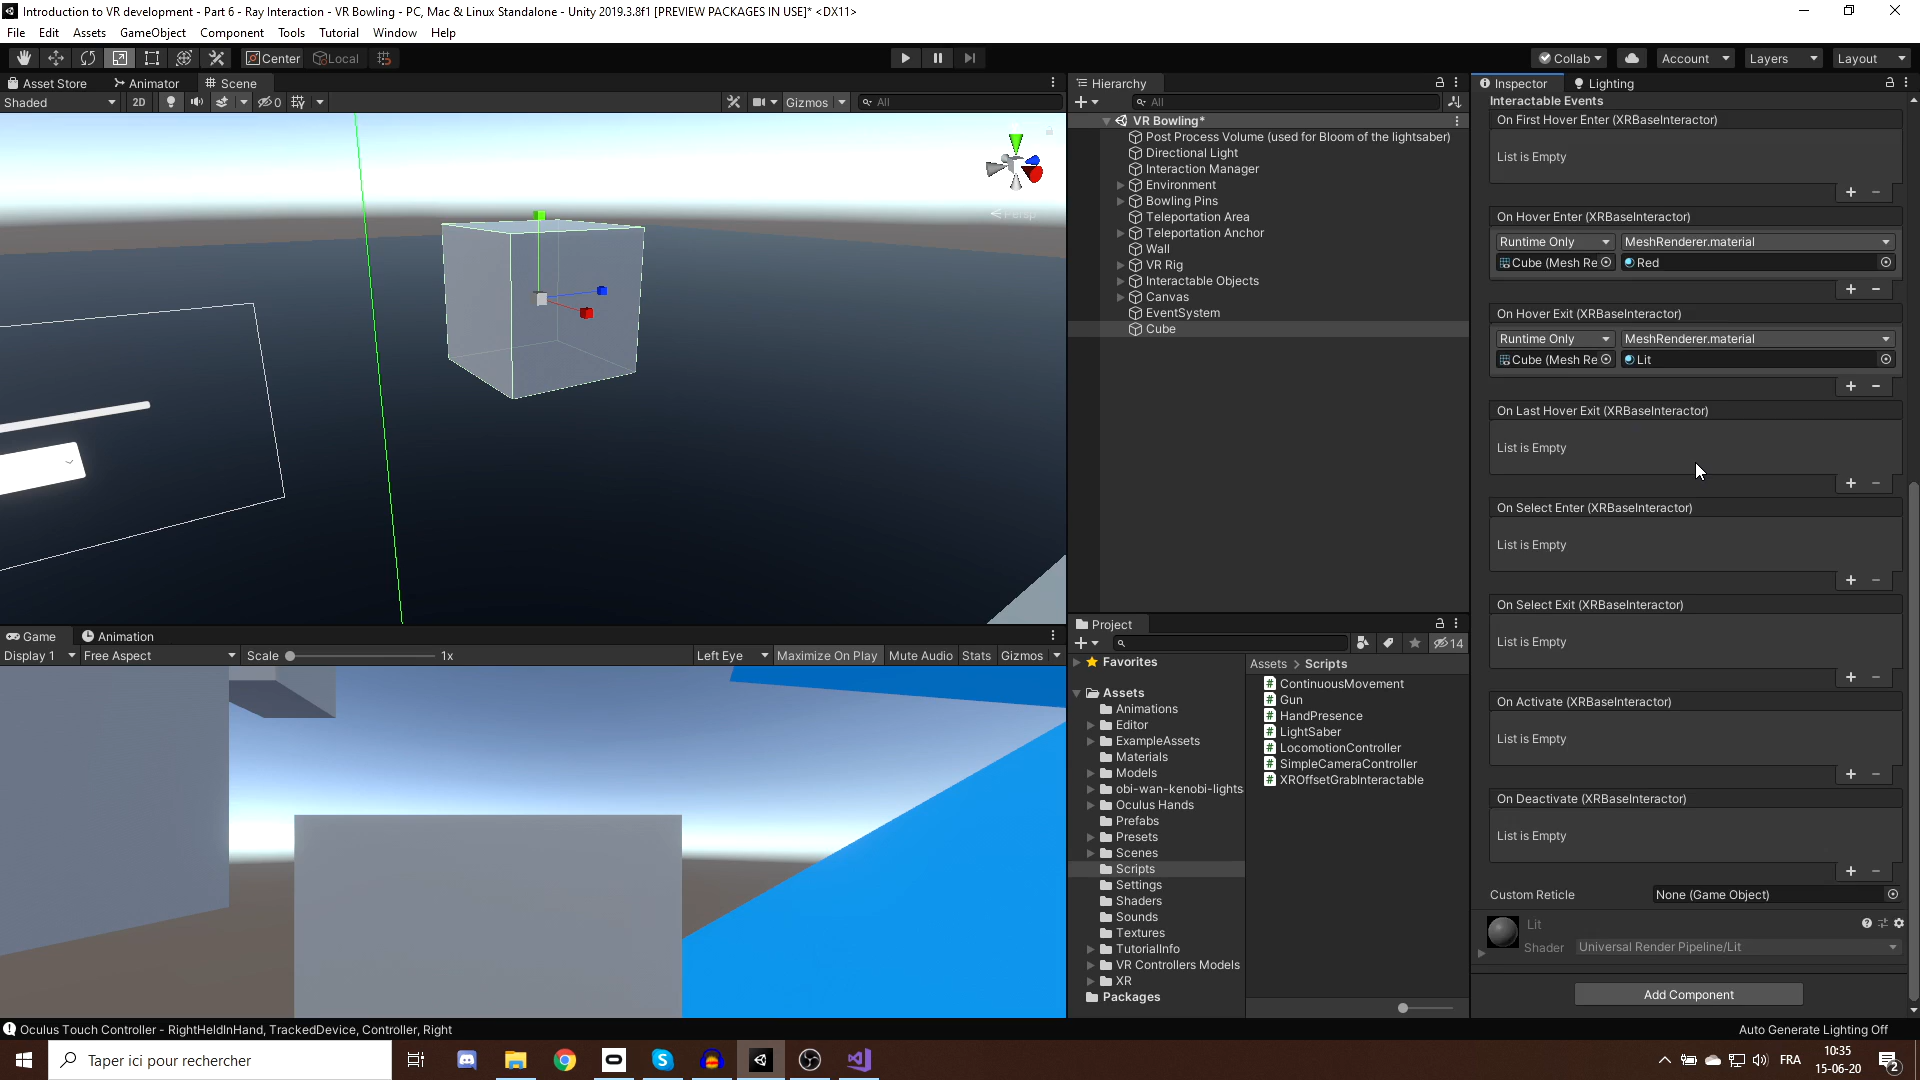 Introduction to VR development - Part 6 - Ray Interaction - VR Bowling - PC, Mac & Linux Standalone - Unity 2019.3.8f1 [PREVIEW PACKAGES IN USE]* <DX11>
File Edit Assets GameObject Component Tools Tutorial Window Help
Center Local
Collab Account Layers Layout
Asset Store Animator Scene
Shaded 2D 0 Gizmos All
Persp
Hierarchy
All
VR Bowling*
Post Process Volume (used for Bloom of the lightsaber)
Directional Light
Interaction Manager
Environment
Bowling Pins
Teleportation Area
Teleportation Anchor
Wall
VR Rig
Interactable Objects
Canvas
EventSystem
Cube
Inspector Lighting
Interactable Events
On First Hover Enter (XRBaseInteractor)
List is Empty
On Hover Enter (XRBaseInteractor)
Runtime Only MeshRenderer.material
Cube (Mesh Re Red
On Hover Exit (XRBaseInteractor)
Runtime Only MeshRenderer.material
Cube (Mesh Re Lit
On Last Hover Exit (XRBaseInteractor)
List is Empty
On Select Enter (XRBaseInteractor)
List is Empty
On Select Exit (XRBaseInteractor)
List is Empty
On Activate (XRBaseInteractor)
List is Empty
On Deactivate (XRBaseInteractor)
List is Empty
Custom Reticle None (Game Object)
Lit
Shader Universal Render Pipeline/Lit
Add Component
Game Animation
Display 1 Free Aspect Scale 1x Left Eye Maximize On Play Mute Audio Stats Gizmos
Project
14
Favorites
Assets
Animations
Editor
ExampleAssets
Materials
Models
obi-wan-kenobi-lights
Oculus Hands
Prefabs
Presets
Scenes
Scripts
Settings
Shaders
Sounds
Textures
TutorialInfo
VR Controllers Models
XR
Packages
Assets > Scripts
ContinuousMovement
Gun
HandPresence
LightSaber
LocomotionController
SimpleCameraController
XROffsetGrabInteractable
Oculus Touch Controller - RightHeldInHand, TrackedDevice, Controller, Right
Auto Generate Lighting Off
Taper ici pour rechercher
FRA
10:35
15-06-20
2